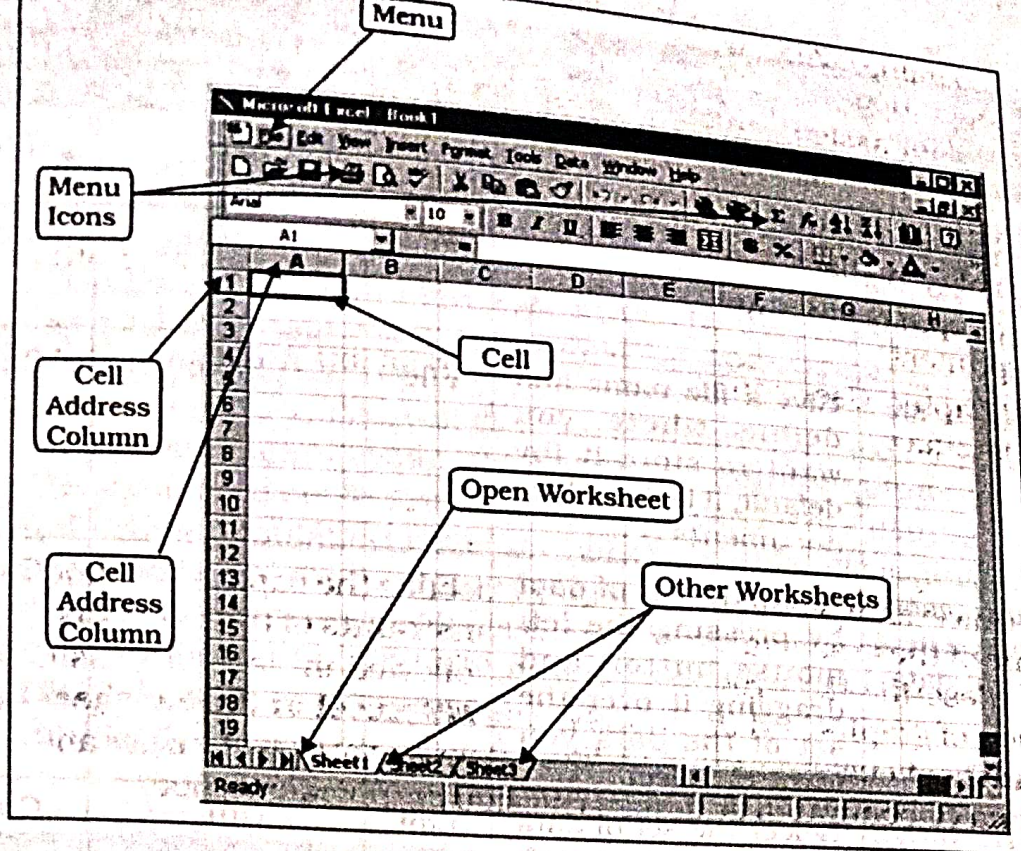 Menu
Microsoft Excel - Book1
File Edit View Insert Format Tools Data Window Help
Menu
Icons
Arial 10 B I U $ % A
A1 =
A B C D E F G H
1
2
3
4
5
6
7
8
9
10
11
12
13
14
15
16
17
18
19
Cell
Cell
Address
Column
Open Worksheet
Cell
Address
Column
Other Worksheets
Sheet1 Sheet2 Sheet3
Ready